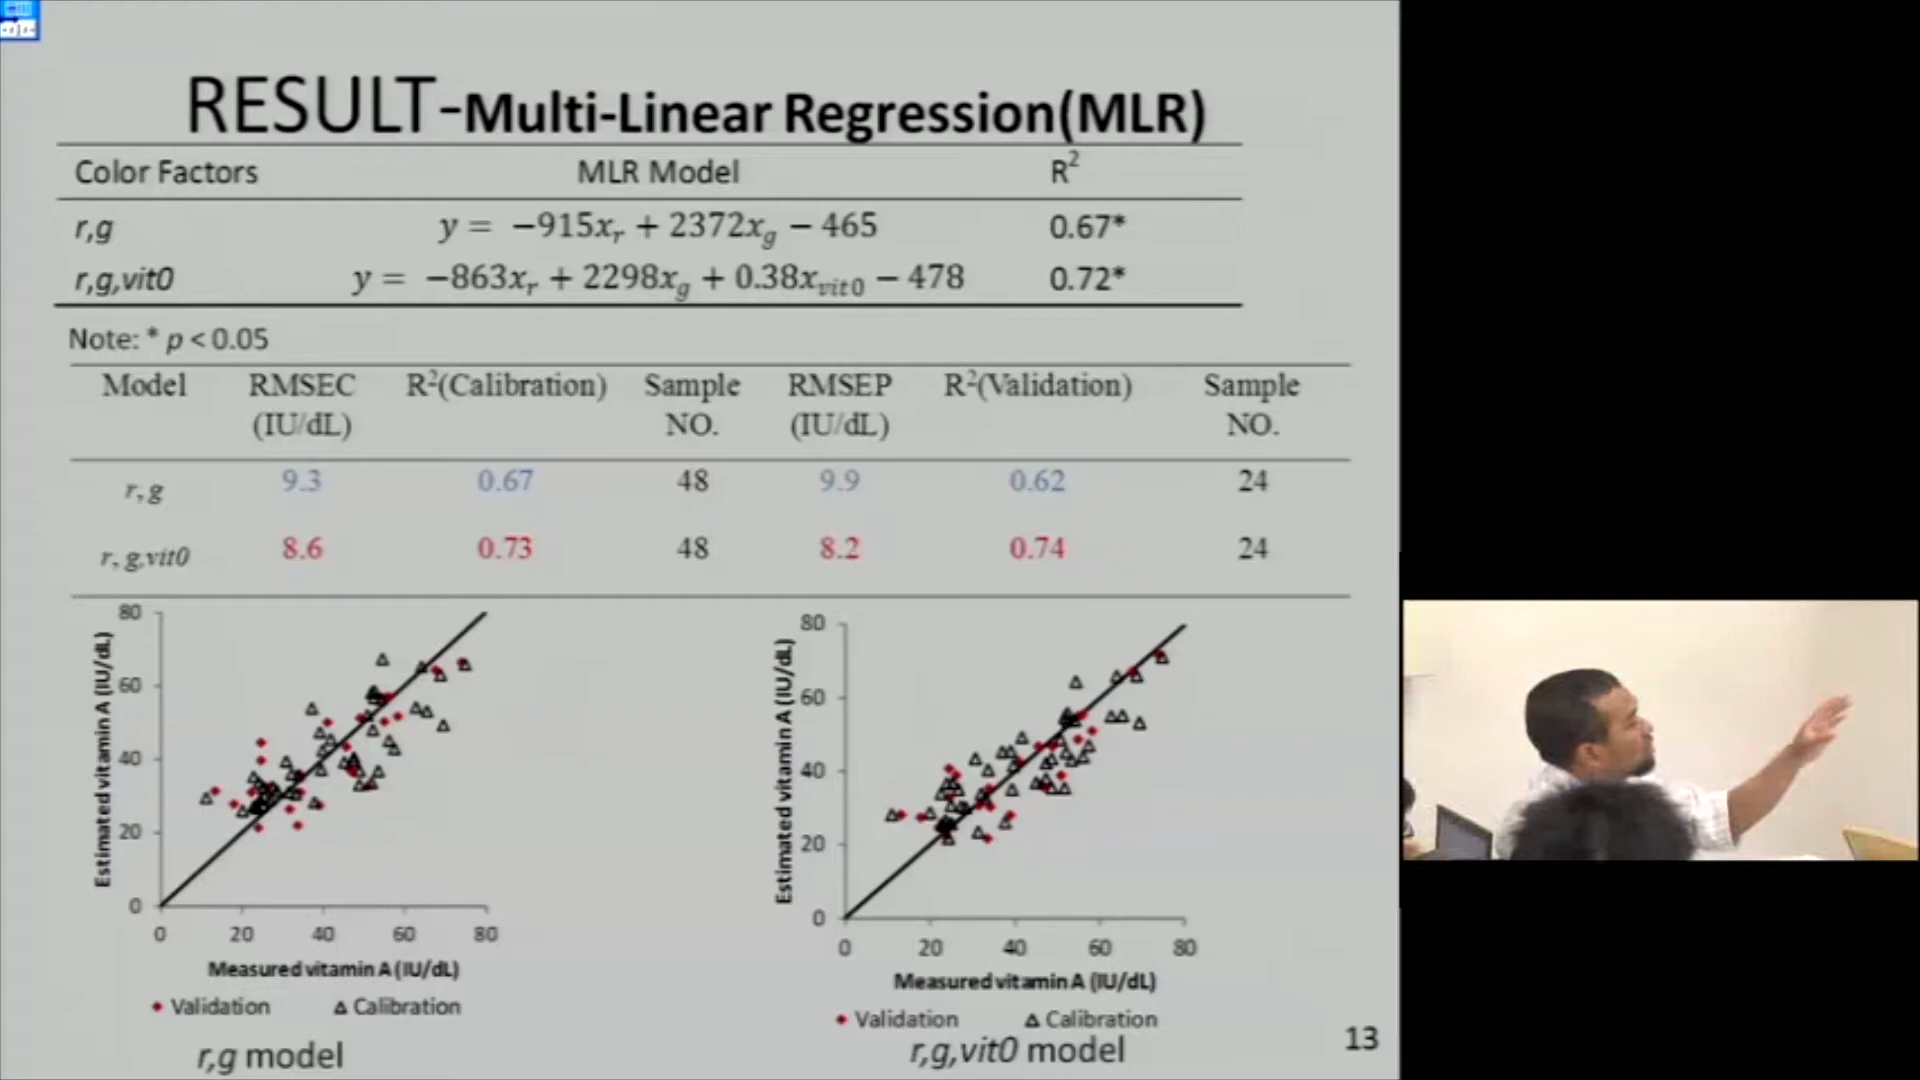 RESULT-Multi-Linear Regression(MLR)
Color Factors MLR Model R²
r,g y = −915xᵣ + 2372x_g − 465 0.67*
r,g,vit0 y = −863xᵣ + 2298x_g + 0.38x_vit0 − 478 0.72*
Note: * p < 0.05
Model RMSEC R²(Calibration) Sample RMSEP R²(Validation) Sample
(IU/dL) NO. (IU/dL) NO.
r, g 9.3 0.67 48 9.9 0.62 24
r, g,vit0 8.6 0.73 48 8.2 0.74 24
Estimated vitamin A (IU/dL)
80
60
40
20
0
0 20 40 60 80
Measured vitamin A (IU/dL)
Validation Calibration
r,g model
Estimated vitamin A (IU/dL)
80
60
40
20
0
0 20 40 60 80
Measured vitamin A (IU/dL)
Validation Calibration
r,g,vit0 model
13